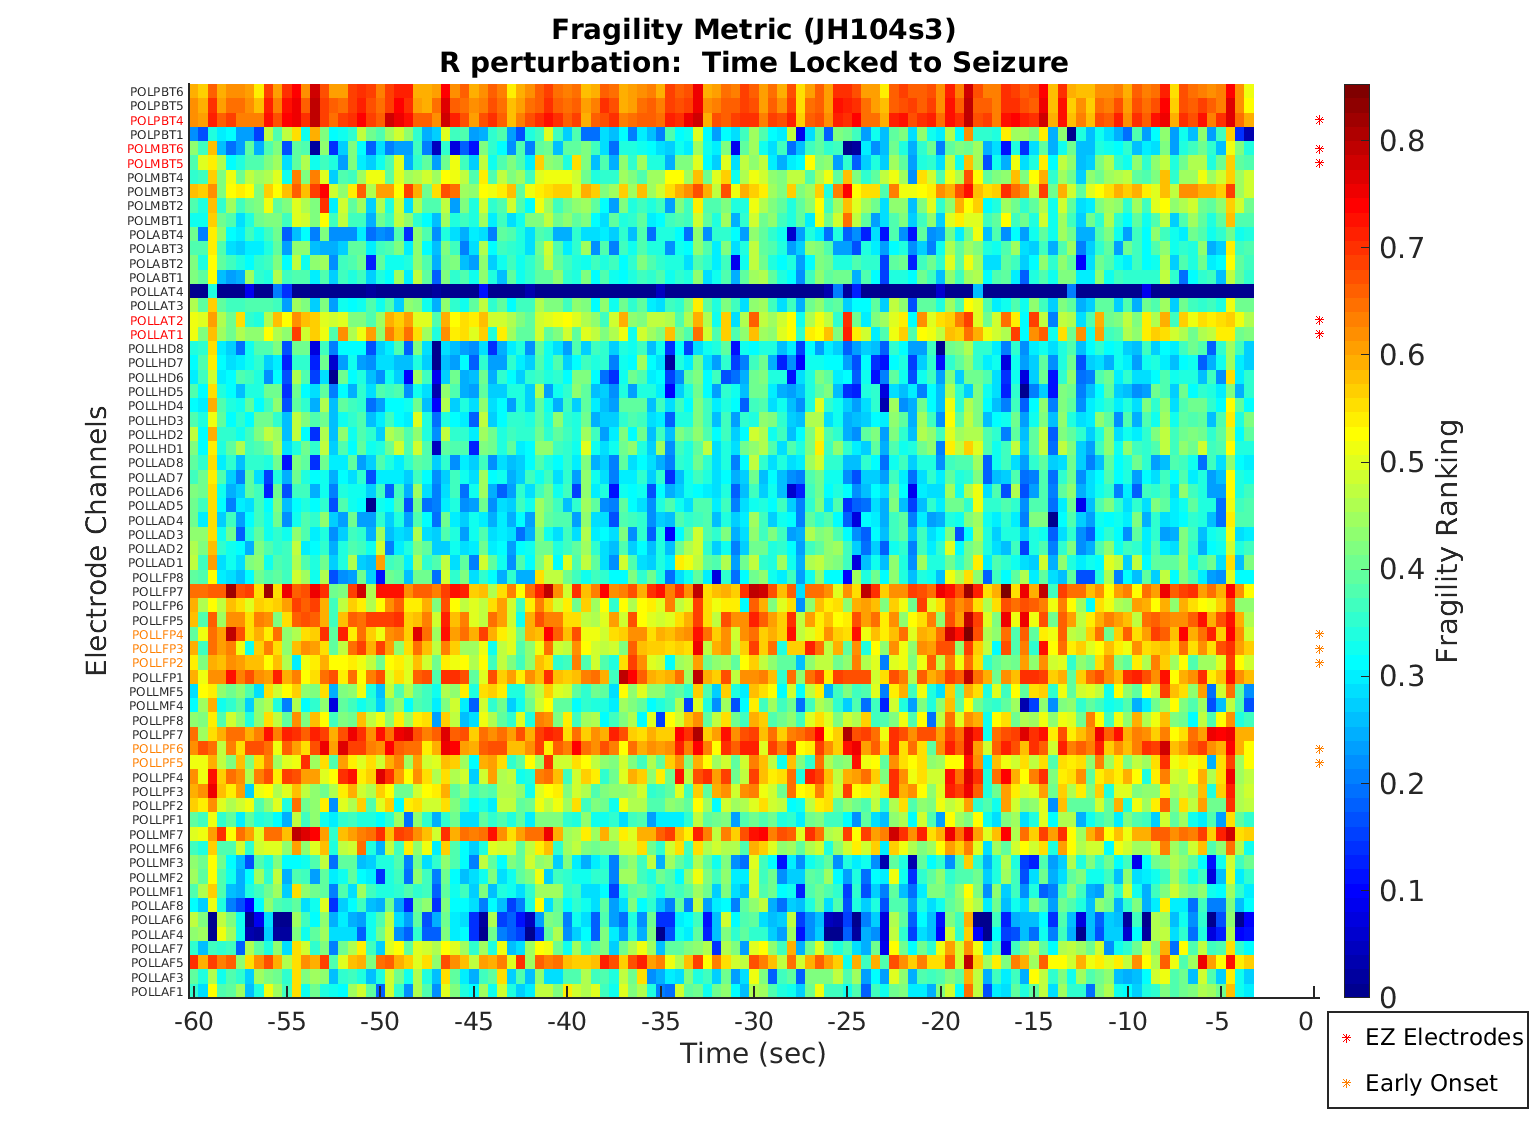 Fragility Metric (JH104s3)
R perturbation:  Time Locked to Seizure
Electrode Channels
POLPBT6
POLPBT5
POLPBT4
POLPBT1
POLMBT6
POLMBT5
POLMBT4
POLMBT3
POLMBT2
POLMBT1
POLABT4
POLABT3
POLABT2
POLABT1
POLLAT4
POLLAT3
POLLAT2
POLLAT1
POLLHD8
POLLHD7
POLLHD6
POLLHD5
POLLHD4
POLLHD3
POLLHD2
POLLHD1
POLLAD8
POLLAD7
POLLAD6
POLLAD5
POLLAD4
POLLAD3
POLLAD2
POLLAD1
POLLFP8
POLLFP7
POLLFP6
POLLFP5
POLLFP4
POLLFP3
POLLFP2
POLLFP1
POLLMF5
POLLMF4
POLLPF8
POLLPF7
POLLPF6
POLLPF5
POLLPF4
POLLPF3
POLLPF2
POLLPF1
POLLMF7
POLLMF6
POLLMF3
POLLMF2
POLLMF1
POLLAF8
POLLAF6
POLLAF4
POLLAF7
POLLAF5
POLLAF3
POLLAF1
-60 -55 -50 -45 -40 -35 -30 -25 -20 -15 -10 -5 0
Time (sec)
0.8
0.7
0.6
0.5
0.4
0.3
0.2
0.1
0
Fragility Ranking
EZ Electrodes
Early Onset